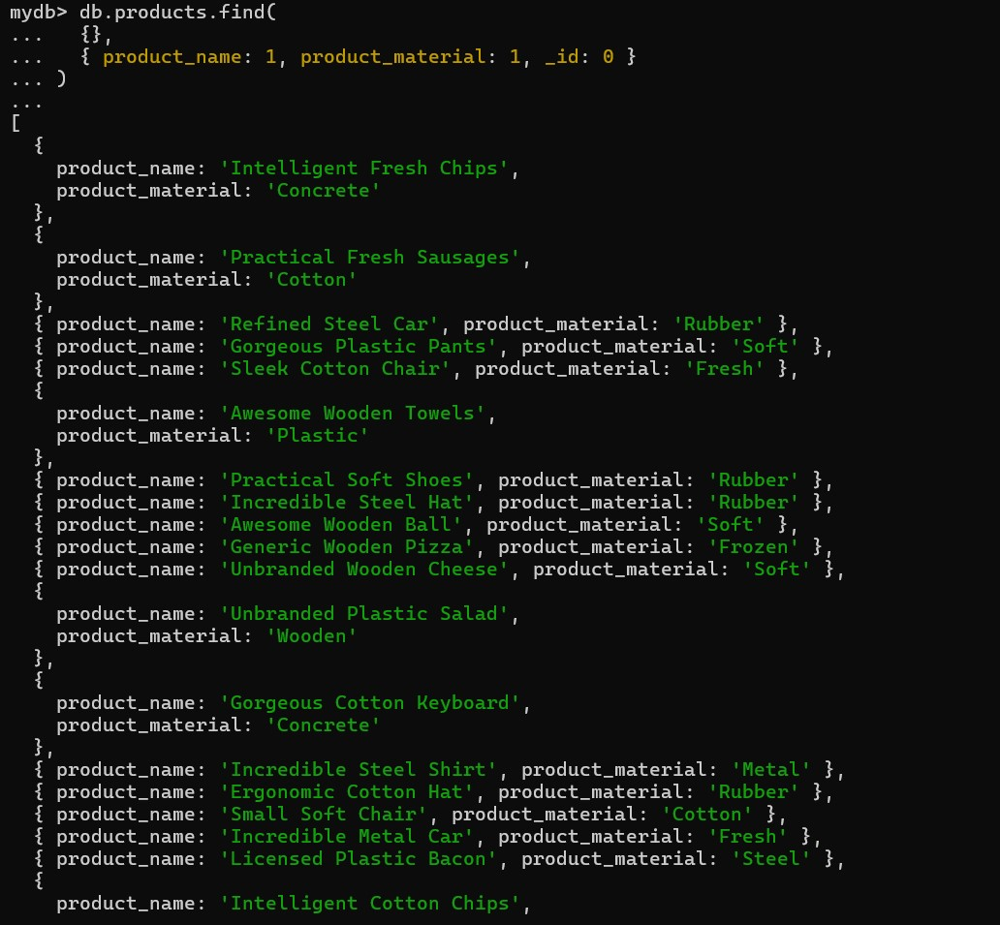 mydb> db.products.find(
...   {},
...   { product_name: 1, product_material: 1, _id: 0 }
... )
...
[
  {
    product_name: 'Intelligent Fresh Chips',
    product_material: 'Concrete'
  },
  {
    product_name: 'Practical Fresh Sausages',
    product_material: 'Cotton'
  },
  { product_name: 'Refined Steel Car', product_material: 'Rubber' },
  { product_name: 'Gorgeous Plastic Pants', product_material: 'Soft' },
  { product_name: 'Sleek Cotton Chair', product_material: 'Fresh' },
  {
    product_name: 'Awesome Wooden Towels',
    product_material: 'Plastic'
  },
  { product_name: 'Practical Soft Shoes', product_material: 'Rubber' },
  { product_name: 'Incredible Steel Hat', product_material: 'Rubber' },
  { product_name: 'Awesome Wooden Ball', product_material: 'Soft' },
  { product_name: 'Generic Wooden Pizza', product_material: 'Frozen' },
  { product_name: 'Unbranded Wooden Cheese', product_material: 'Soft' },
  {
    product_name: 'Unbranded Plastic Salad',
    product_material: 'Wooden'
  },
  {
    product_name: 'Gorgeous Cotton Keyboard',
    product_material: 'Concrete'
  },
  { product_name: 'Incredible Steel Shirt', product_material: 'Metal' },
  { product_name: 'Ergonomic Cotton Hat', product_material: 'Rubber' },
  { product_name: 'Small Soft Chair', product_material: 'Cotton' },
  { product_name: 'Incredible Metal Car', product_material: 'Fresh' },
  { product_name: 'Licensed Plastic Bacon', product_material: 'Steel' },
  {
    product_name: 'Intelligent Cotton Chips',